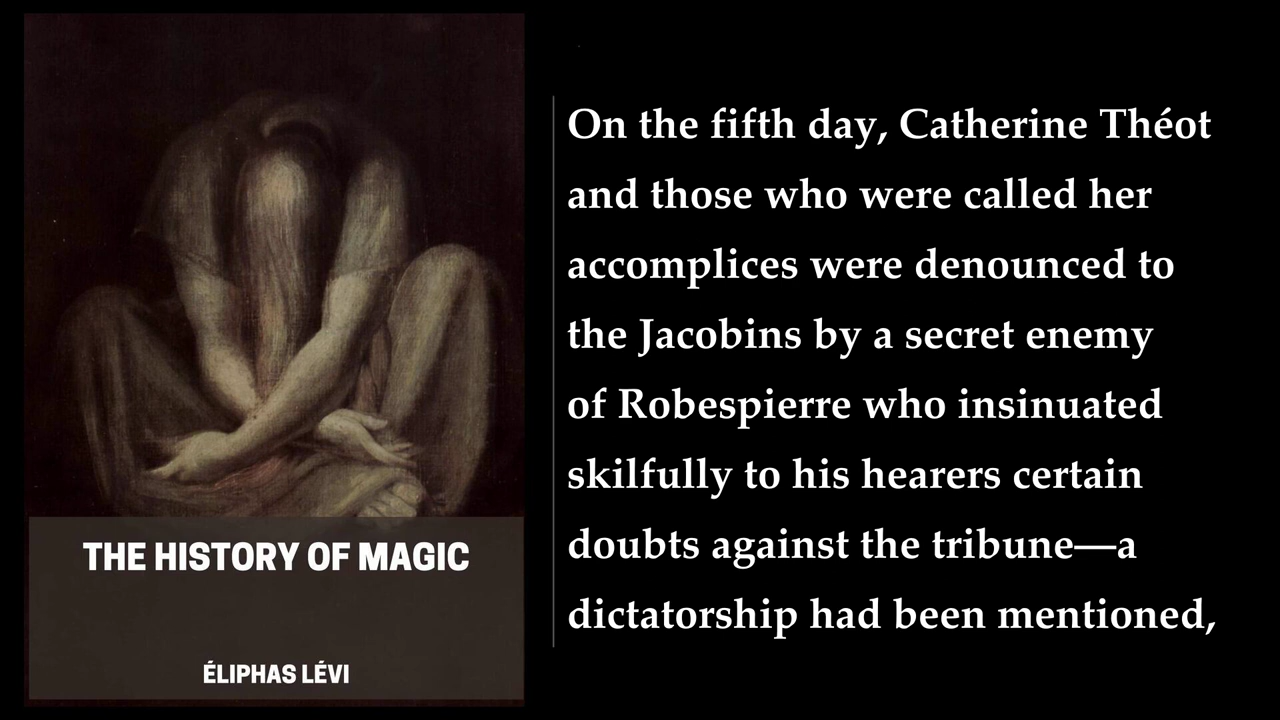 THE HISTORY OF MAGIC
ÉLIPHAS LÉVI
On the fifth day, Catherine Théot
and those who were called her
accomplices were denounced to
the Jacobins by a secret enemy
of Robespierre who insinuated
skilfully to his hearers certain
doubts against the tribune—a
dictatorship had been mentioned,